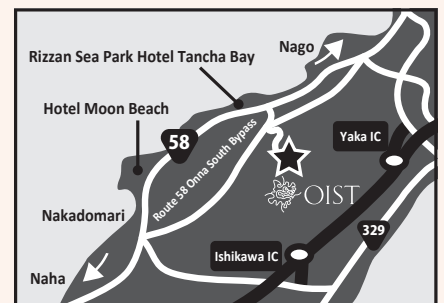 Nago
Rizzan Sea Park Hotel Tancha Bay
Hotel Moon Beach
58
Route 58 Onna South Bypass
Yaka IC
OIST
Nakadomari
329
Ishikawa IC
Naha